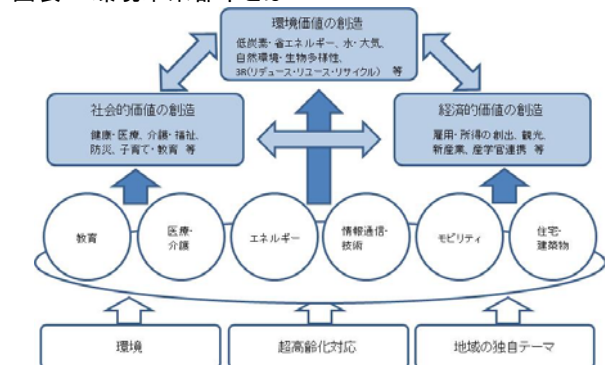 環境価値の創造
低炭素・省エネルギー、水・大気、
自然環境・生物多様性、
3R(リデュース・リユース・リサイクル) 等
社会的価値の創造
健康・医療、介護・福祉、
防災、子育て・教育 等
経済的価値の創造
雇用・所得の創出、観光、
新産業、産学官連携 等
教育
医療・
介護
エネルギー
情報通信・
技術
モビリティ
住宅・
建築物
環境
超高齢化対応
地域の独自テーマ